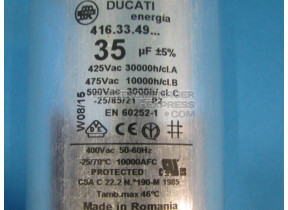 DUCATI
energia
416.33.49...
35 µF ±5%
425Vac 30000h/cl.A
475Vac 10000h/cl.B
500Vac 3000h/cl.C
-25/85/21 P2
EN 60252-1
W08/15
400Vac 50-60Hz
-25/70°C 10000AFC
PROTECTED
CSA C 22.2 N.°190-M 1985
Tamb.max 46°C
Made in Romania